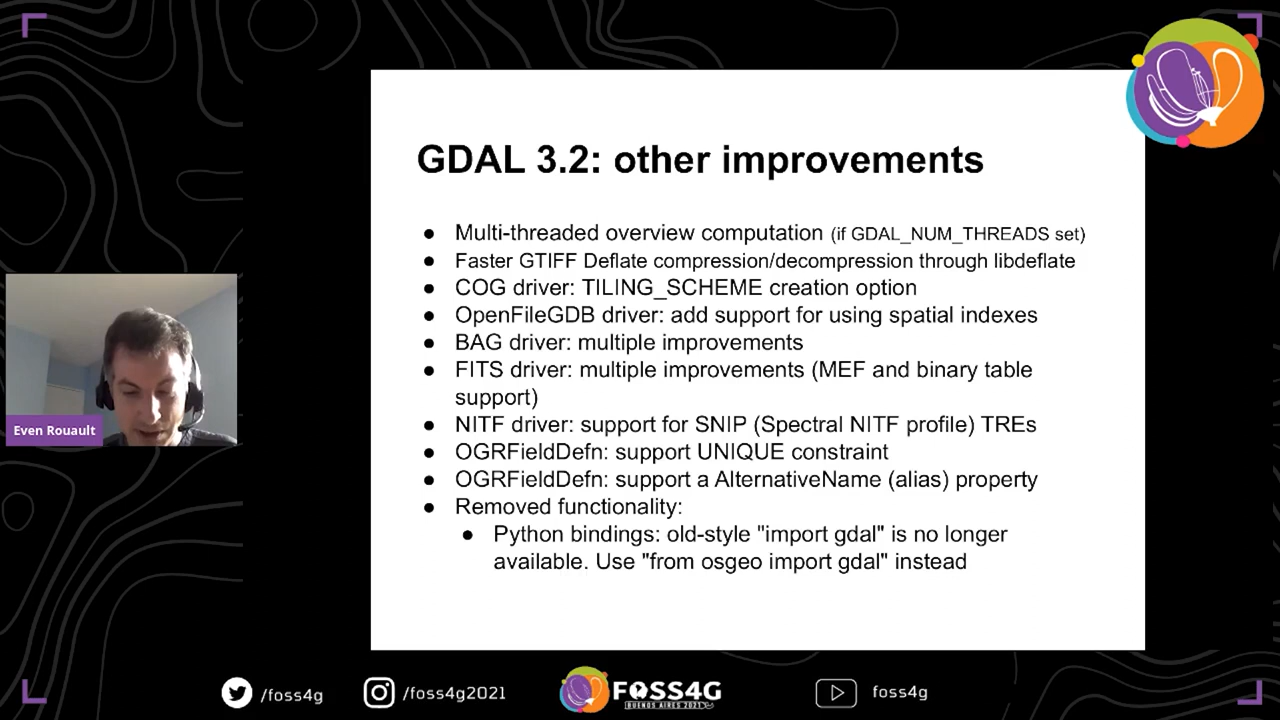 GDAL 3.2: other improvements
● Multi-threaded overview computation (if GDAL_NUM_THREADS set)
● Faster GTIFF Deflate compression/decompression through libdeflate
● COG driver: TILING_SCHEME creation option
● OpenFileGDB driver: add support for using spatial indexes
● BAG driver: multiple improvements
● FITS driver: multiple improvements (MEF and binary table
support)
● NITF driver: support for SNIP (Spectral NITF profile) TREs
● OGRFieldDefn: support UNIQUE constraint
● OGRFieldDefn: support a AlternativeName (alias) property
● Removed functionality:
● Python bindings: old-style "import gdal" is no longer
available. Use "from osgeo import gdal" instead
Even Rouault
/foss4g
/foss4g2021
FOSS4G
BUENOS AIRES 2021
foss4g